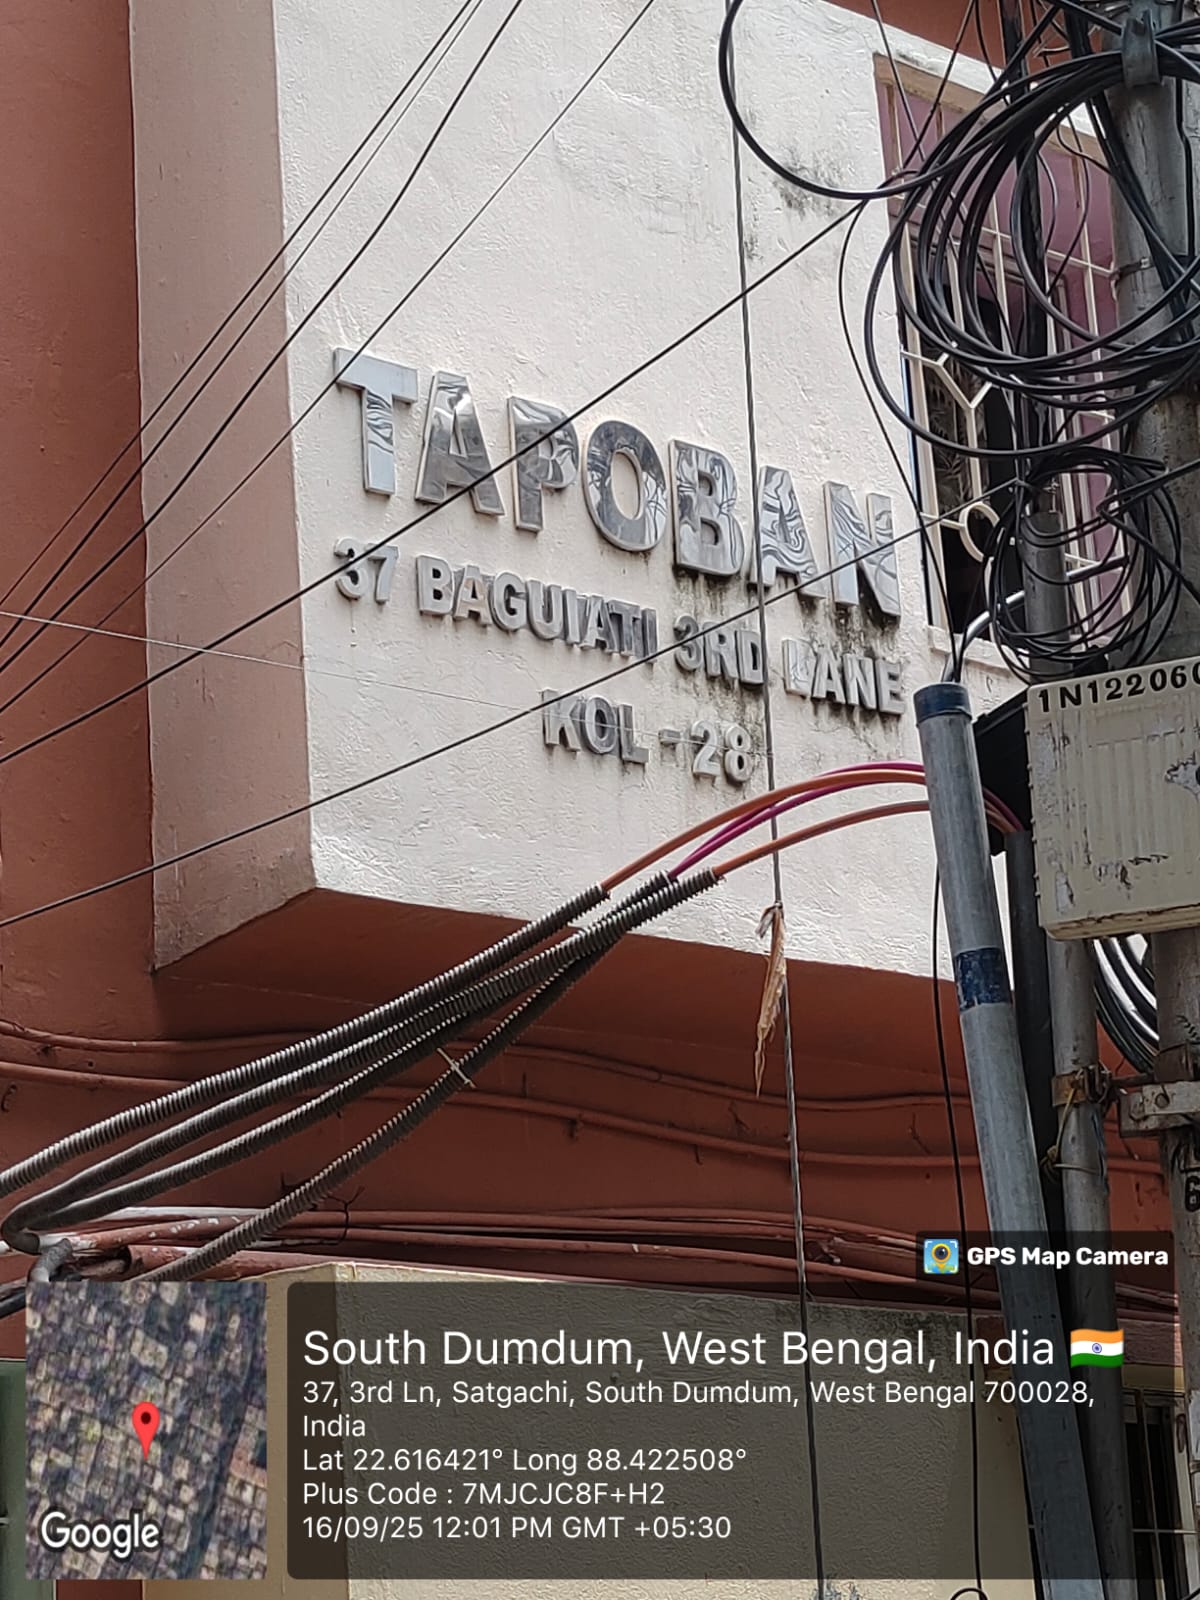 TAPOBAN
37 BAGUIATI 3RD LANE
KOL - 28
1N122060
GPS Map Camera
South Dumdum, West Bengal, India
37, 3rd Ln, Satgachi, South Dumdum, West Bengal 700028,
India
Lat 22.616421° Long 88.422508°
Plus Code : 7MJCJC8F+H2
16/09/25 12:01 PM GMT +05:30
Google